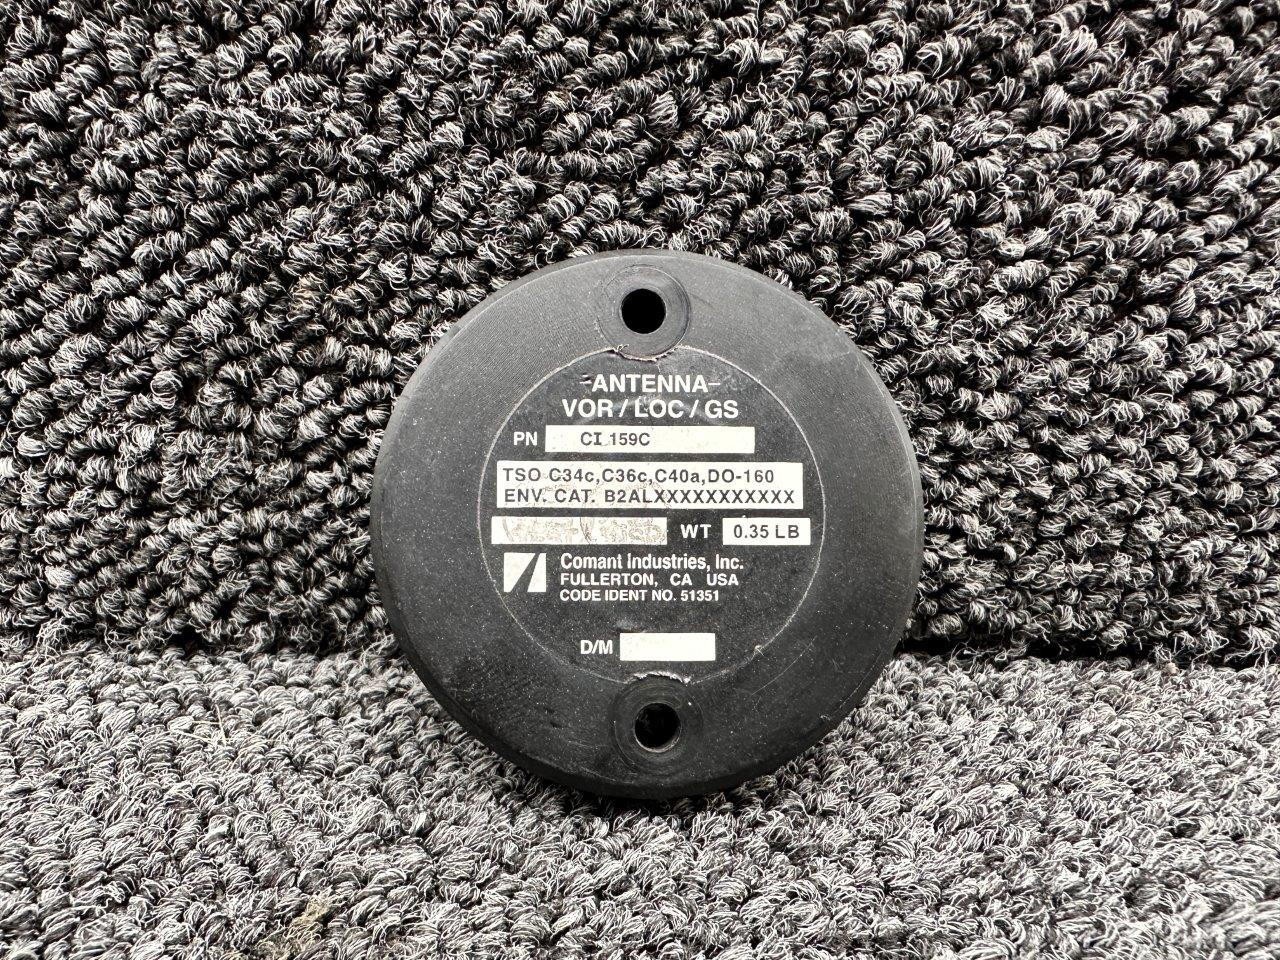 -ANTENNA-
VOR / LOC / GS
PN CI 159C
TSO C34c, C36c, C40a, DO-160
ENV. CAT. B2ALXXXXXXXXXXX
WT 0.35 LB
Comant Industries, Inc.
FULLERTON, CA USA
CODE IDENT NO. 51351
D/M